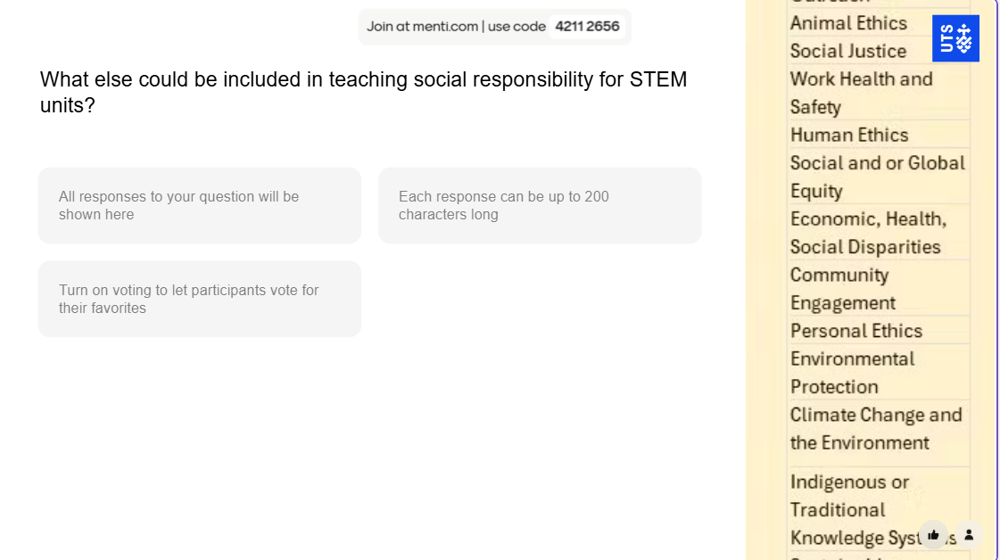 Join at menti.com | use code 4211 2656
What else could be included in teaching social responsibility for STEM
units?
All responses to your question will be
shown here
Each response can be up to 200
characters long
Turn on voting to let participants vote for
their favorites
Animal Ethics
Social Justice
Work Health and
Safety
Human Ethics
Social and or Global
Equity
Economic, Health,
Social Disparities
Community
Engagement
Personal Ethics
Environmental
Protection
Climate Change and
the Environment
Indigenous or
Traditional
Knowledge
UTS